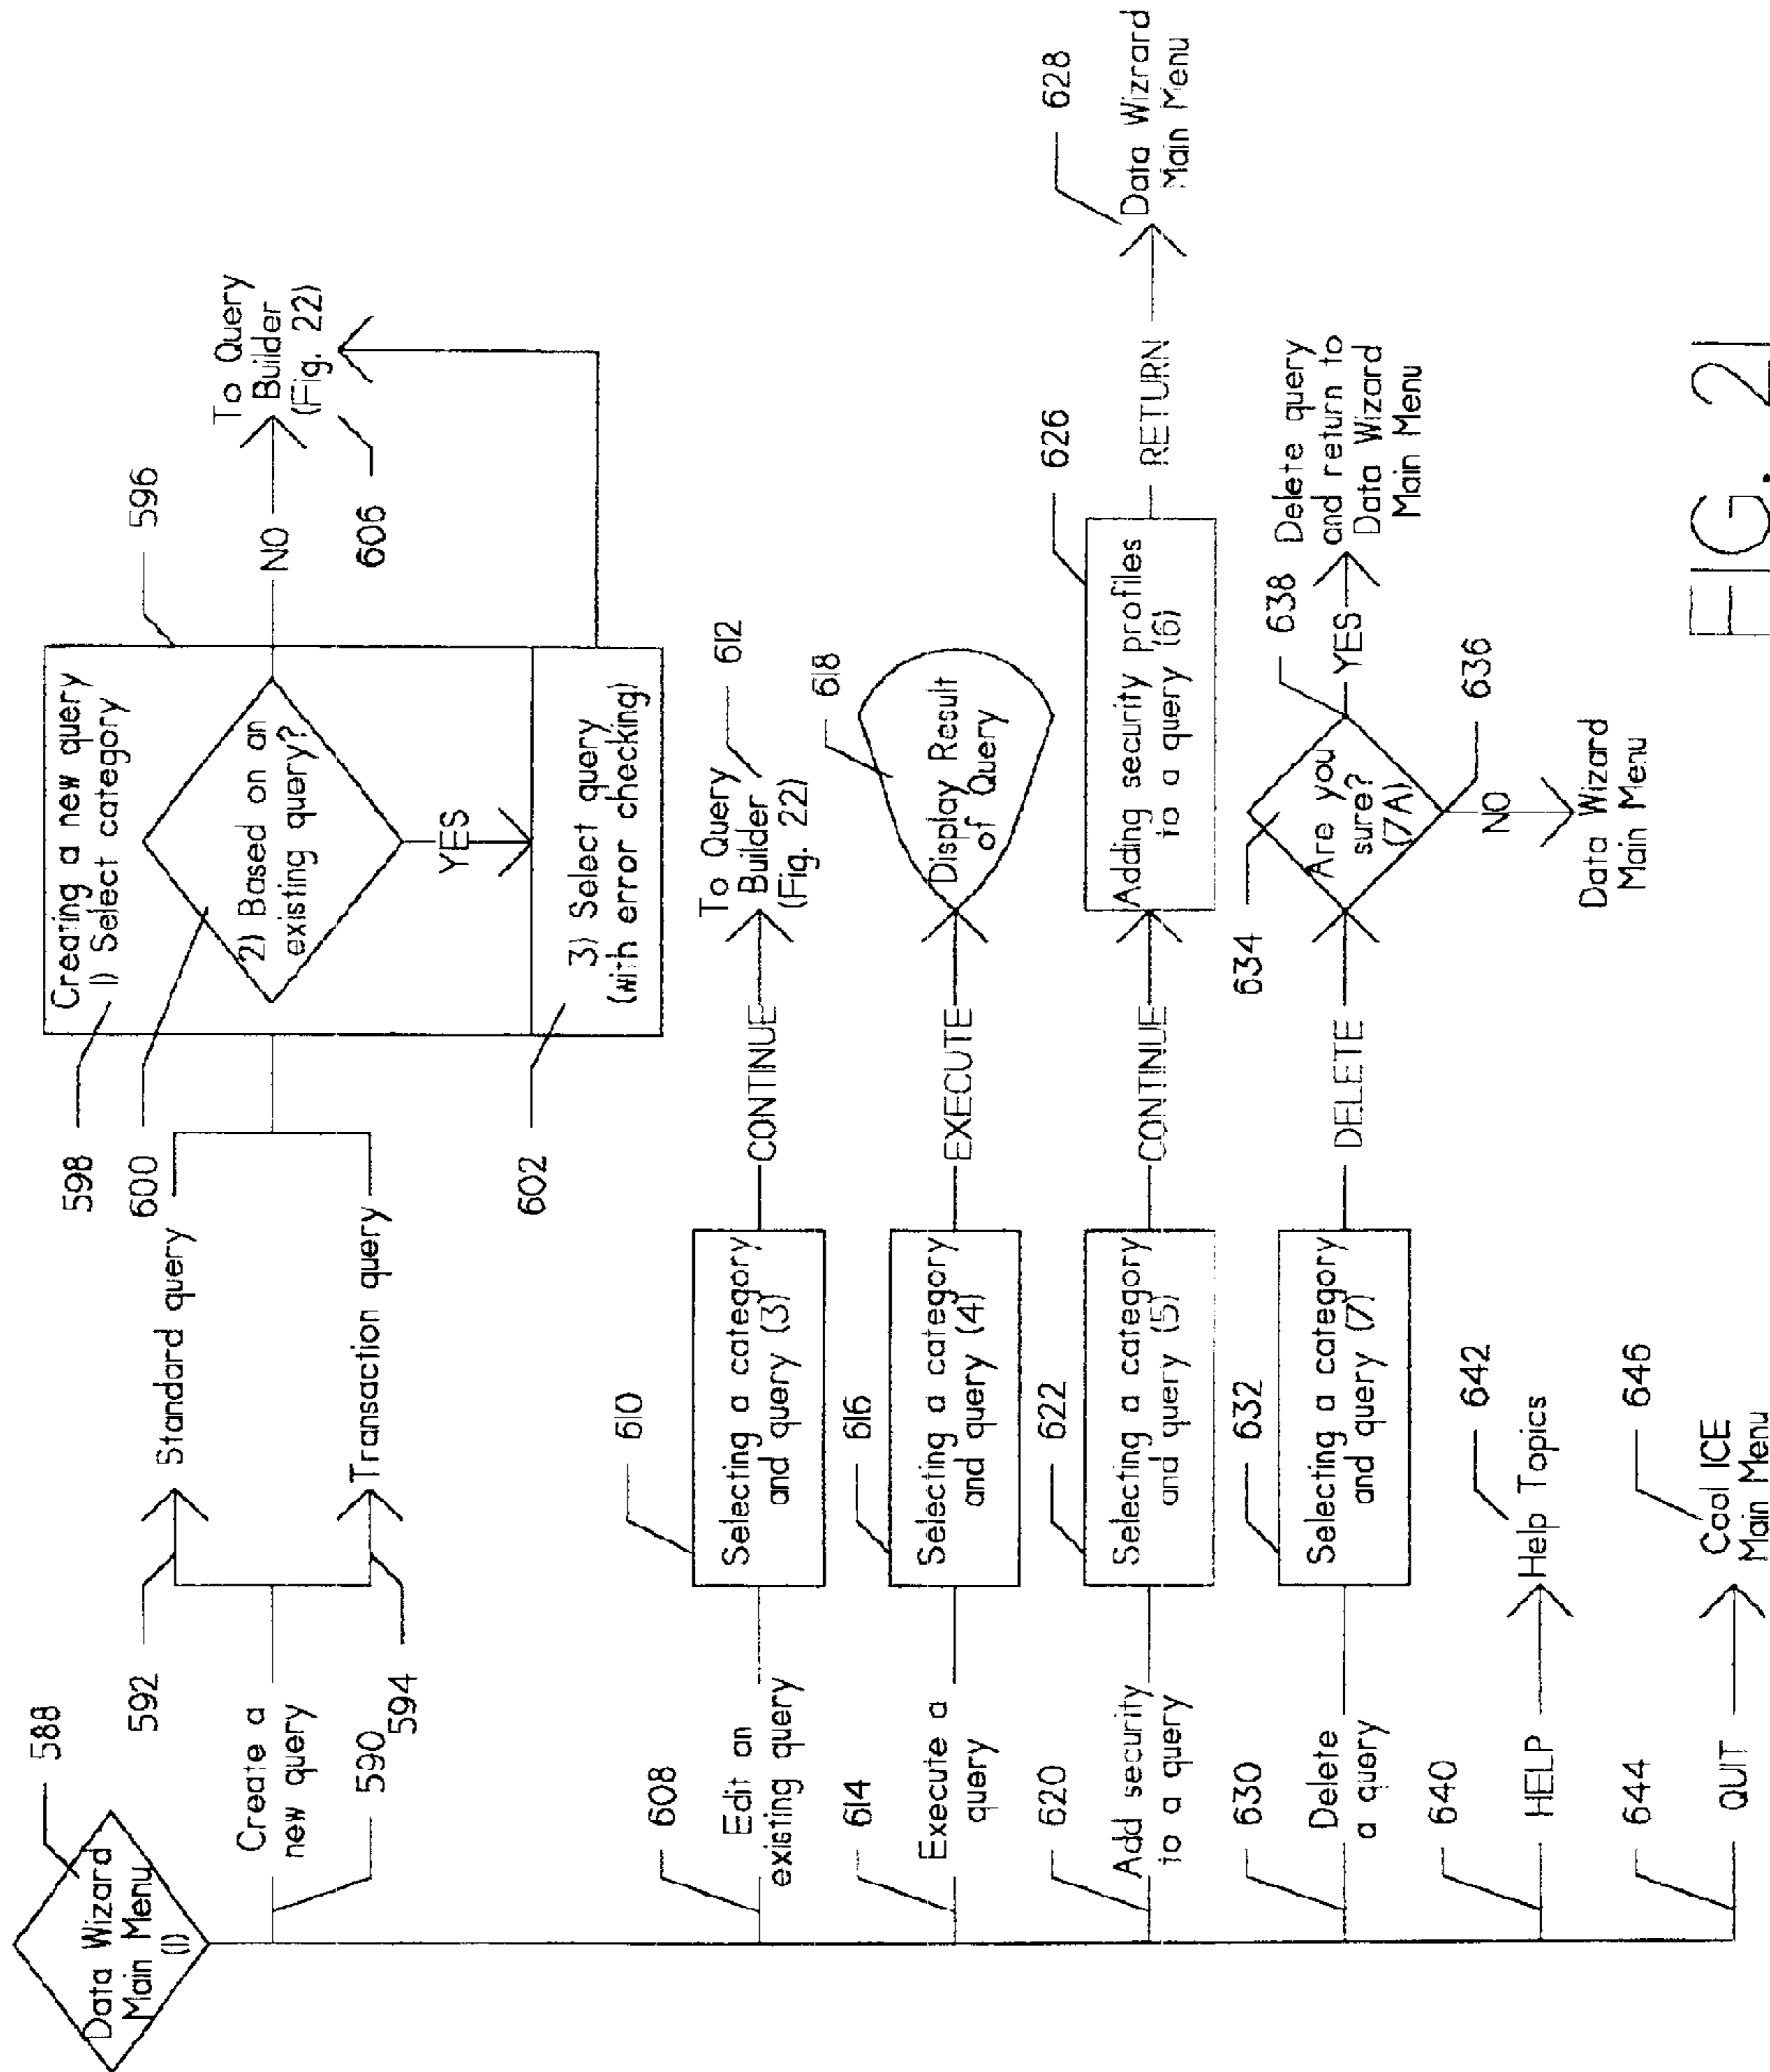 Data Wizard
Main Menu
(1)
588
Create a
new query
590
592
Standard query
594
Transaction query
Creating a new query
1) Select category
596
598
2) Based on an
existing query?
600
YES
3) Select query
(with error checking)
602
NO
To Query
Builder
(Fig. 22)
606
608
Edit an
existing query
610
Selecting a category
and query (3)
CONTINUE
To Query
Builder
(Fig. 22)
612
614
Execute a
query
616
Selecting a category
and query (4)
EXECUTE
Display Result
of Query
618
620
Add security
to a query
622
Selecting a category
and query (5)
CONTINUE
Adding security profiles
to a query (6)
626
RETURN
Data Wizrard
Main Menu
628
630
Delete
a query
632
Selecting a category
and query (7)
DELETE
634
Are you
sure?
(7A)
638
YES
Delete query
and return to
Data Wizard
Main Menu
636
NO
Data Wizard
Main Menu
640
HELP
Help Topics
642
644
QUIT
Cool ICE
Main Menu
646
FIG. 21